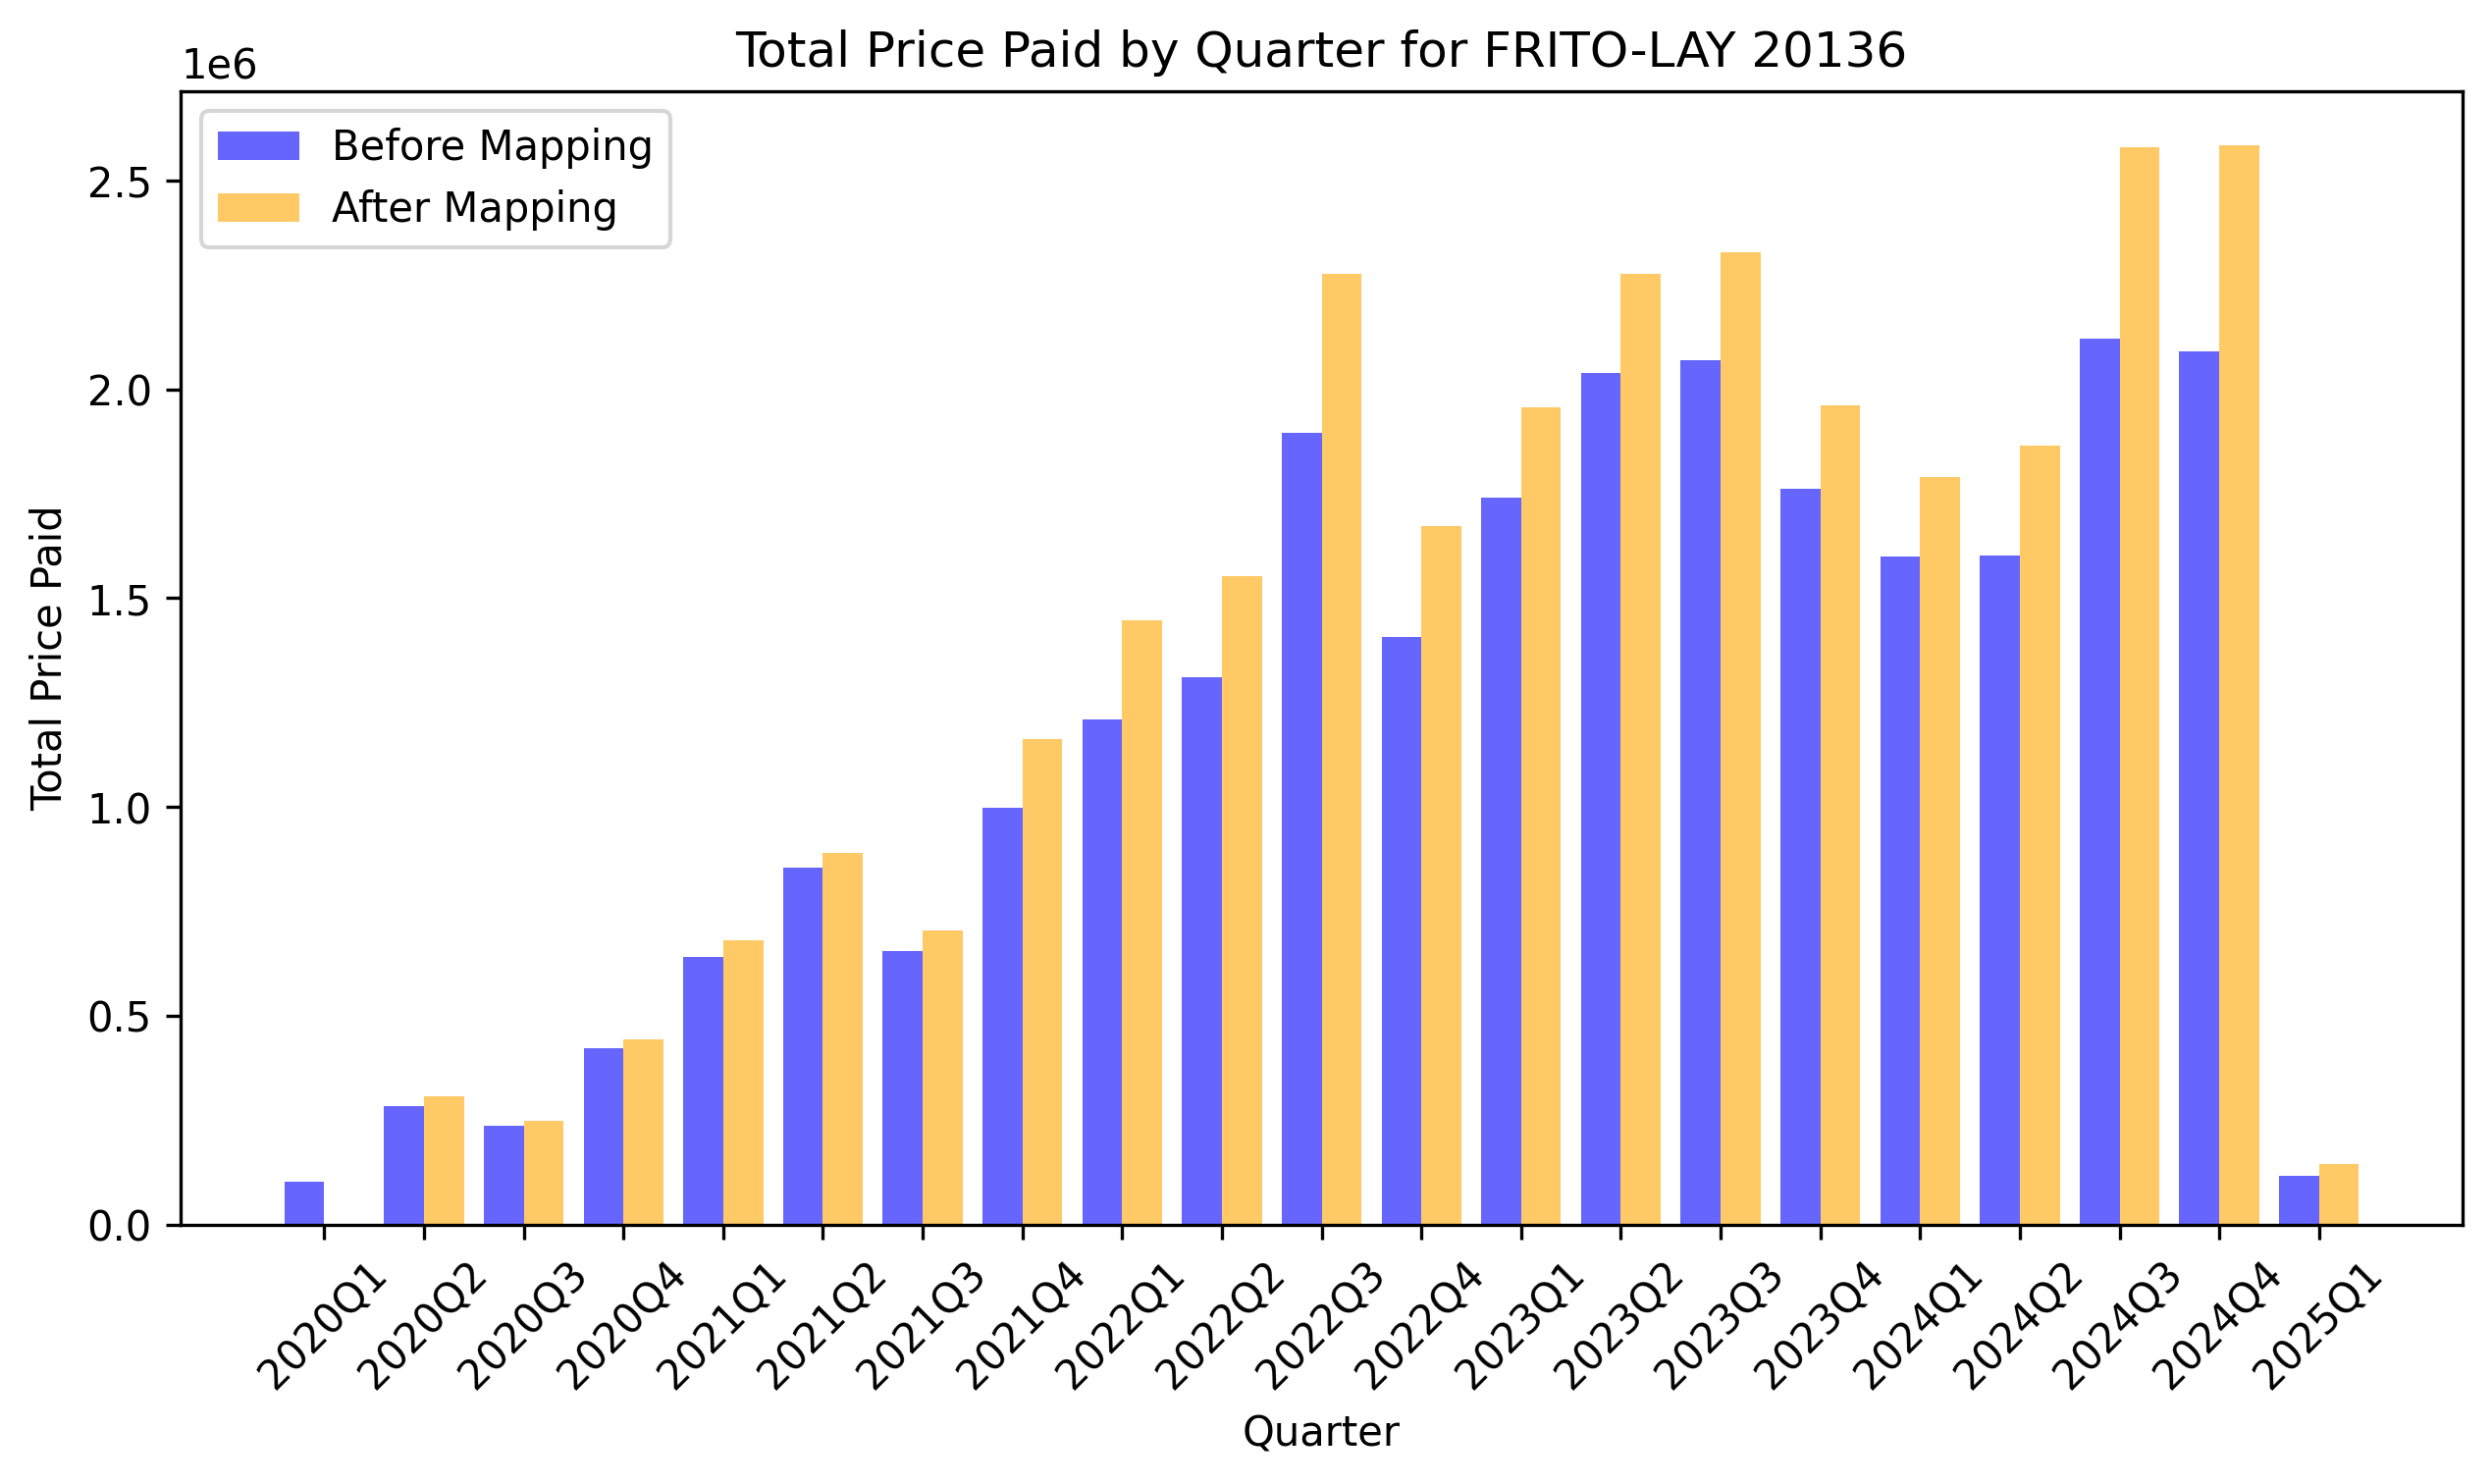 Total Price Paid by Quarter for FRITO-LAY 20136
1e6
Before Mapping
After Mapping
2.5
2.0
1.5
1.0
0.5
0.0
Total Price Paid
2020Q1
2020Q2
2020Q3
2020Q4
2021Q1
2021Q2
2021Q3
2021Q4
2022Q1
2022Q2
2022Q3
2022Q4
2023Q1
2023Q2
2023Q3
2023Q4
2024Q1
2024Q2
2024Q3
2024Q4
2025Q1
Quarter